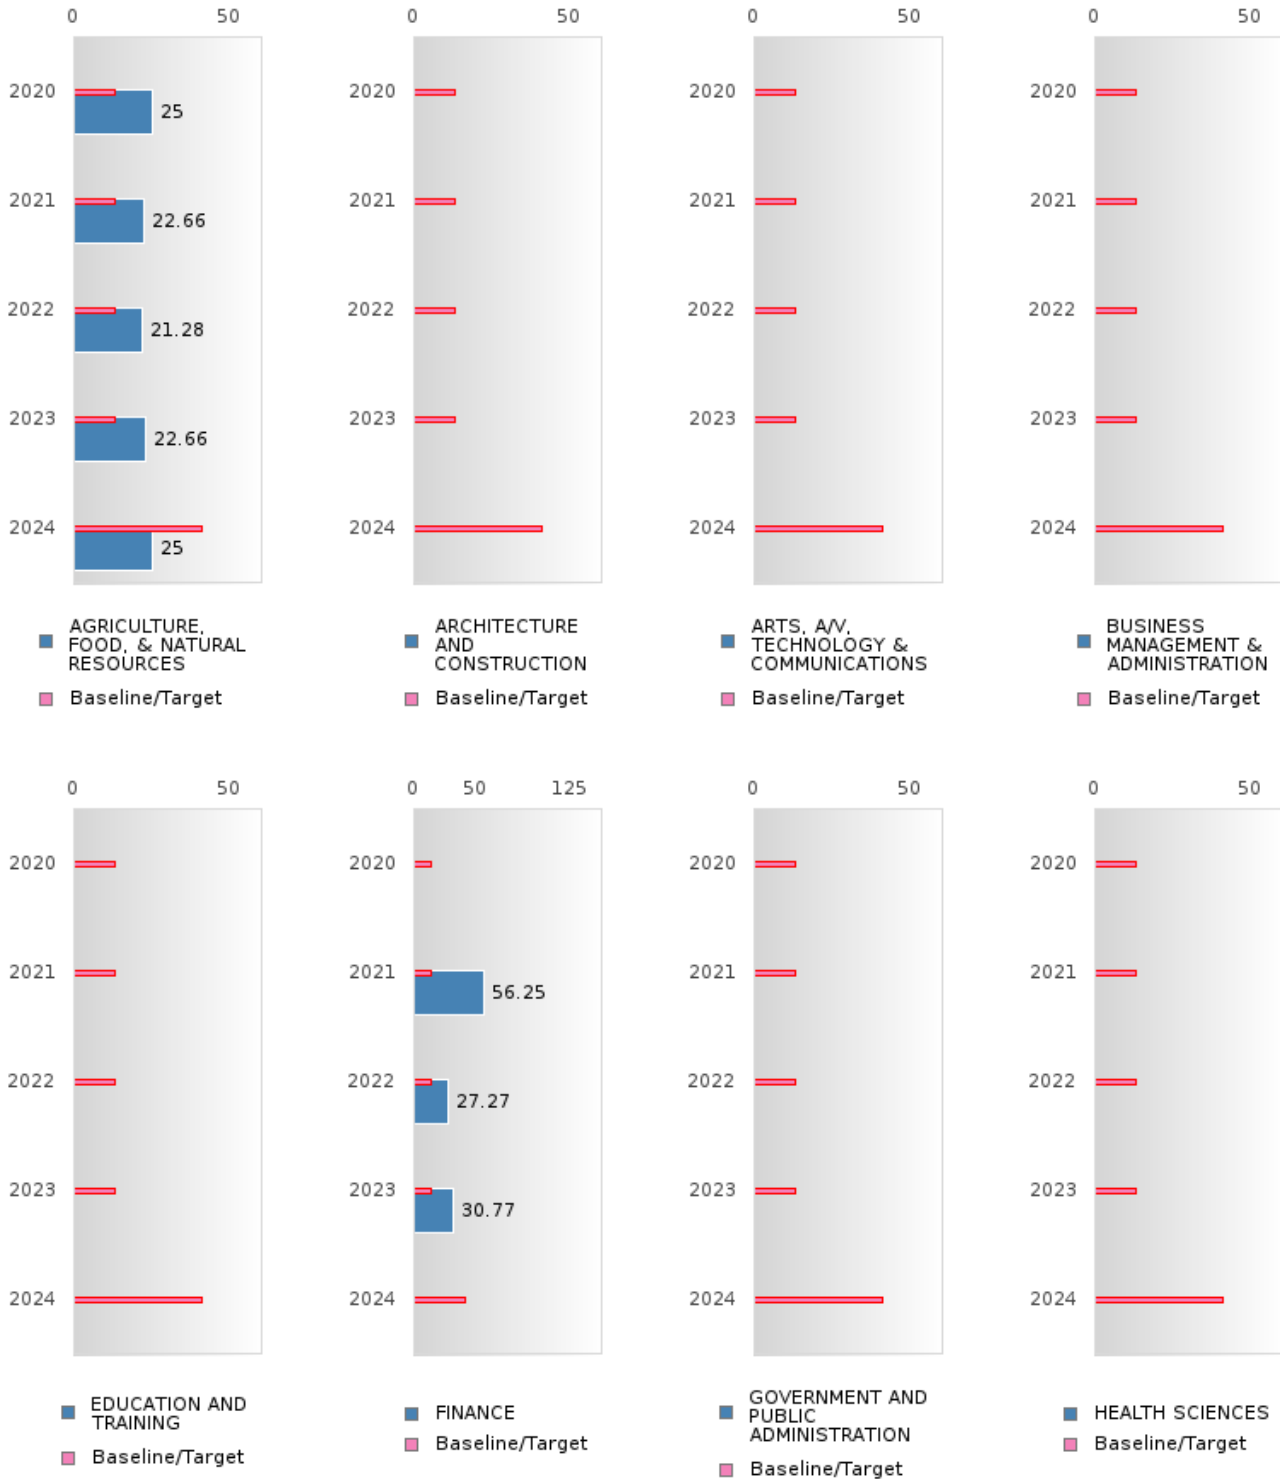 0 50
2020
25
2021
22.66
2022
21.28
2023
22.66
2024
25
AGRICULTURE,
FOOD, & NATURAL
RESOURCES
Baseline/Target
0 50
2020
2021
2022
2023
2024
ARCHITECTURE
AND
CONSTRUCTION
Baseline/Target
0 50
2020
2021
2022
2023
2024
ARTS, A/V,
TECHNOLOGY &
COMMUNICATIONS
Baseline/Target
0 50
2020
2021
2022
2023
2024
BUSINESS
MANAGEMENT &
ADMINISTRATION
Baseline/Target
0 50
2020
2021
2022
2023
2024
EDUCATION AND
TRAINING
Baseline/Target
0 50 125
2020
2021
56.25
2022
27.27
2023
30.77
2024
FINANCE
Baseline/Target
0 50
2020
2021
2022
2023
2024
GOVERNMENT AND
PUBLIC
ADMINISTRATION
Baseline/Target
0 50
2020
2021
2022
2023
2024
HEALTH SCIENCES
Baseline/Target